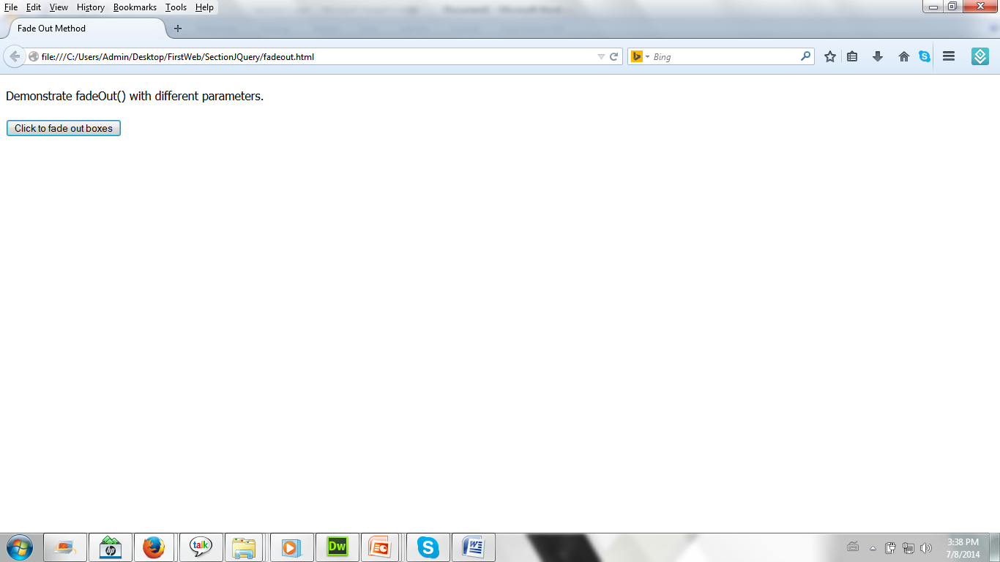 File Edit View History Bookmarks Tools Help
Fade Out Method
file:///C:/Users/Admin/Desktop/FirstWeb/SectionJQuery/fadeout.html
Bing
Demonstrate fadeOut() with different parameters.
Click to fade out boxes
hp
talk
Dw
3:38 PM
7/8/2014